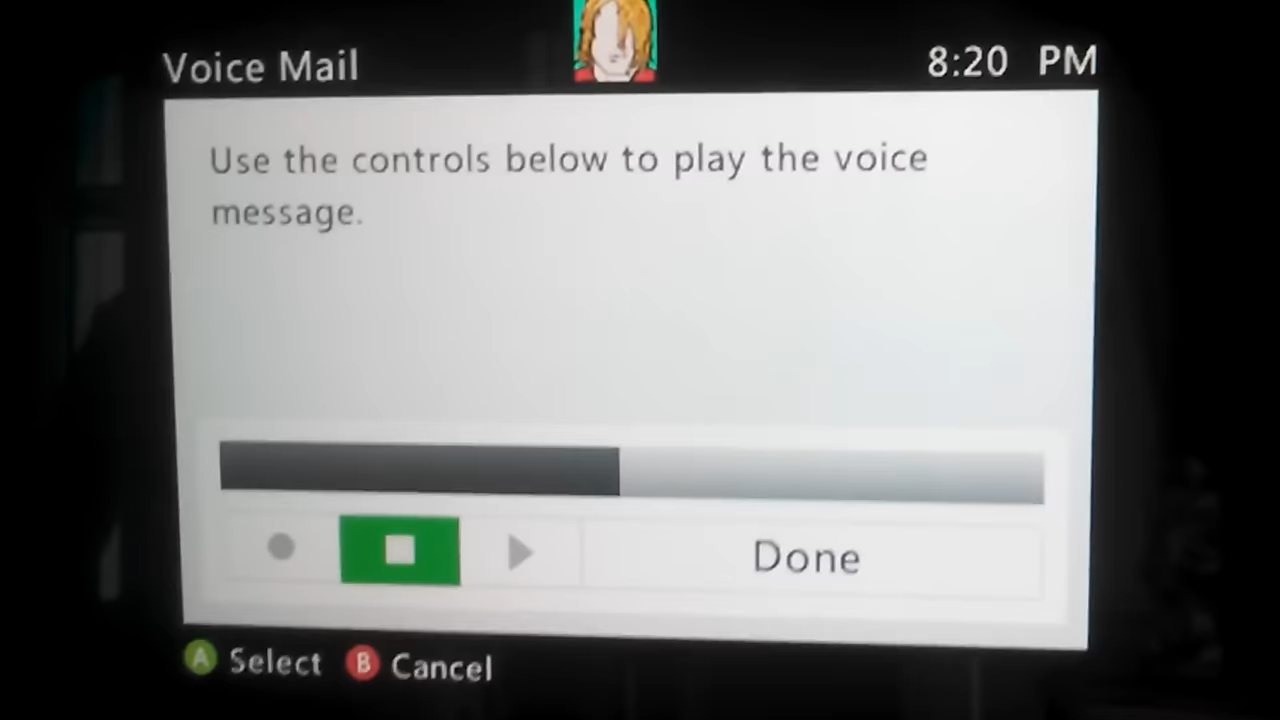 Voice Mail
8:20 PM
Use the controls below to play the voice
message.
Done
A Select B Cancel